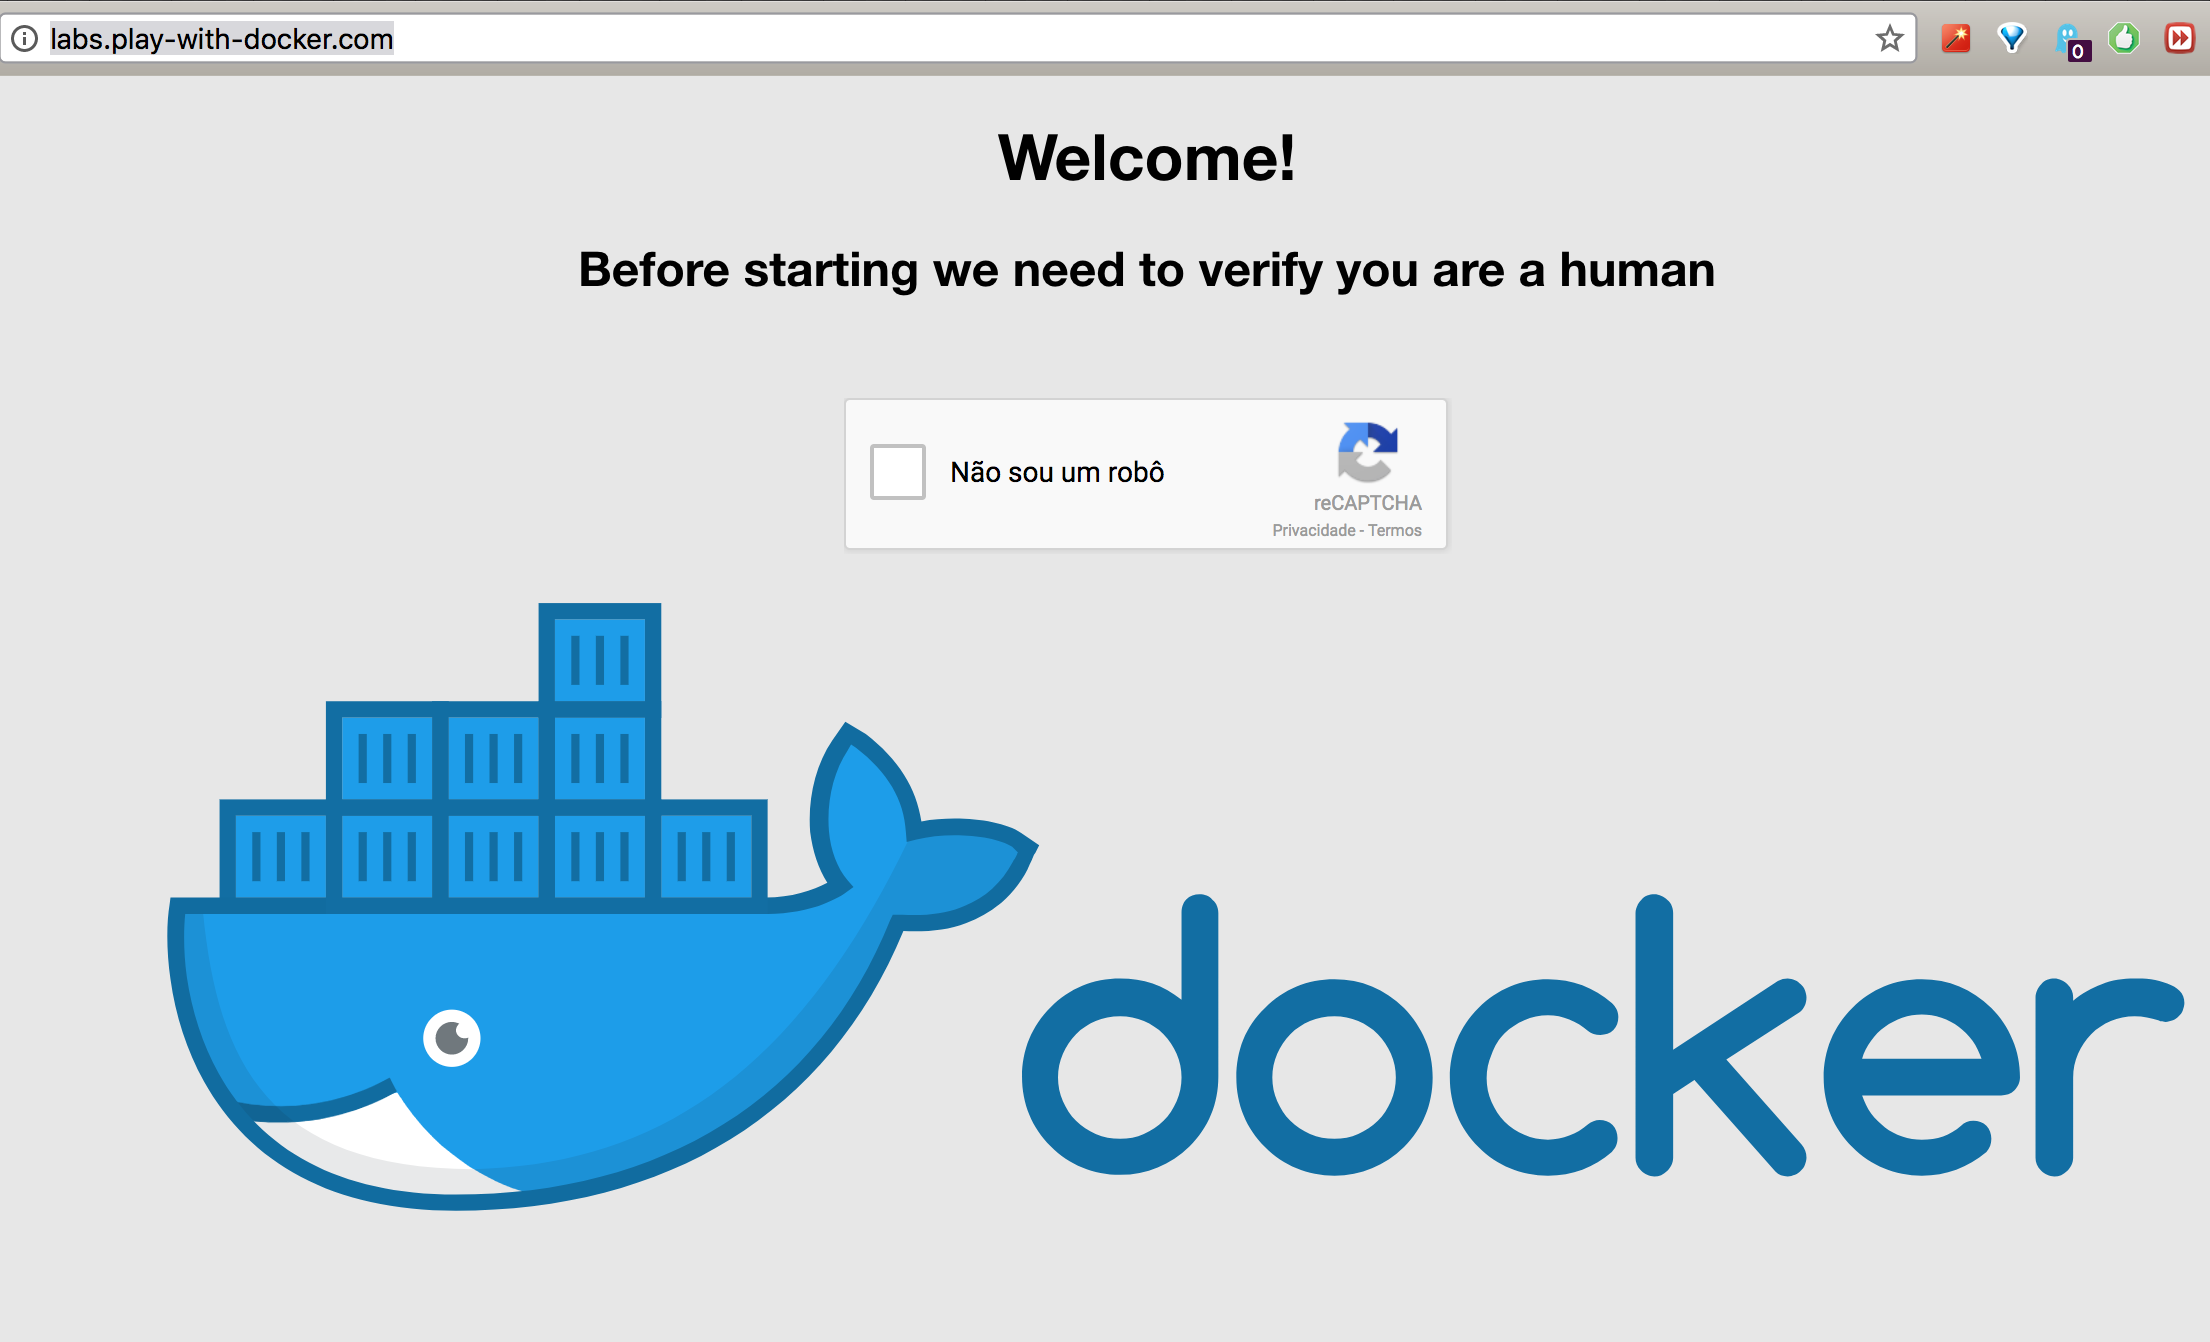 labs.play-with-docker.com
0
Welcome!
Before starting we need to verify you are a human
Não sou um robô
reCAPTCHA
Privacidade - Termos
docker